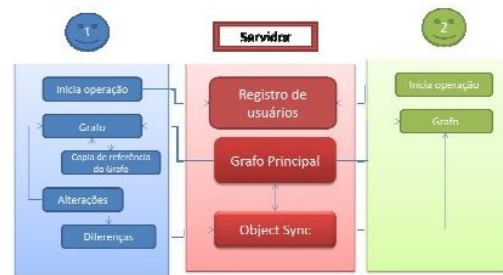 1
Servidor
2
Inicia operação
Grafo
Copia de referência
do Grafo
Alterações
Diferenças
Registro de
usuários
Grafo Principal
Object Sync
Inicia operação
Grafo